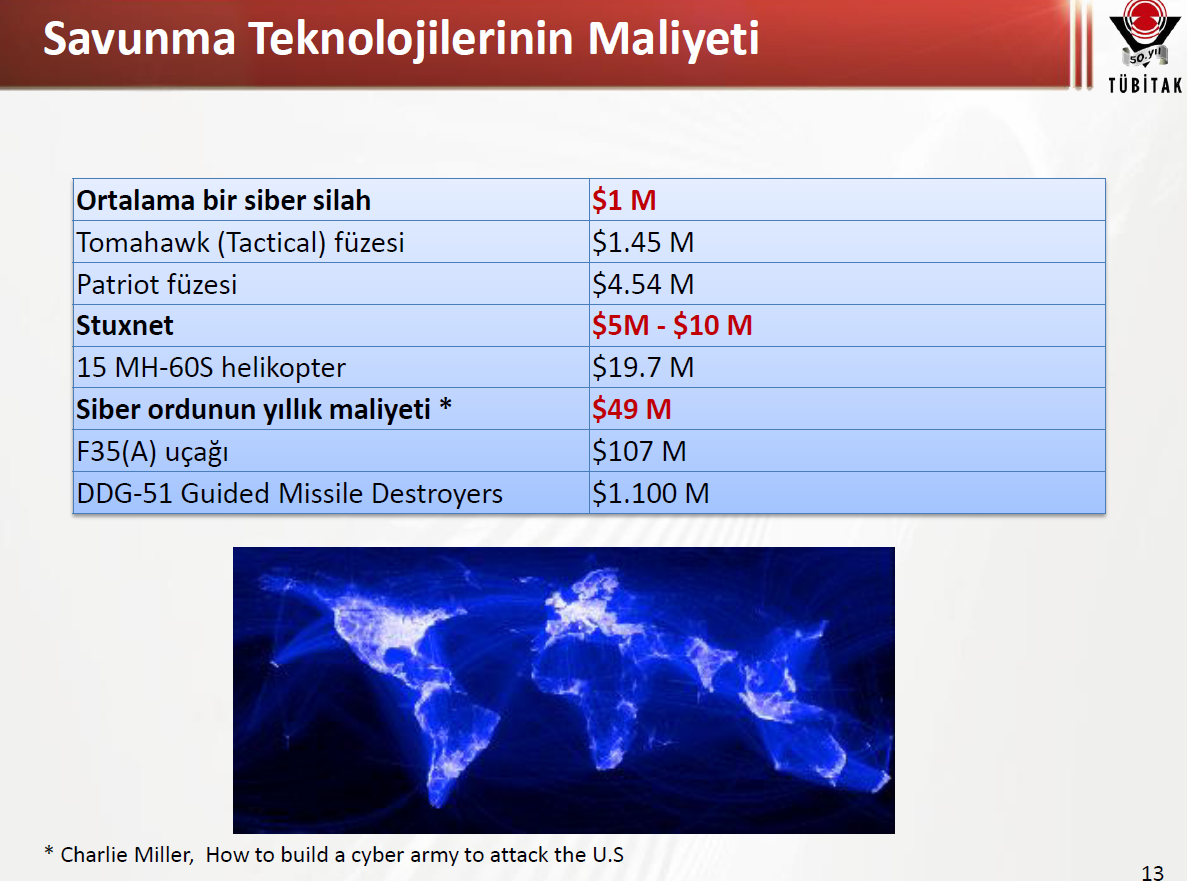 Savunma Teknolojilerinin Maliyeti
50.yıl
TÜBİTAK
Ortalama bir siber silah $1 M
Tomahawk (Tactical) füzesi $1.45 M
Patriot füzesi $4.54 M
Stuxnet $5M - $10 M
15 MH-60S helikopter $19.7 M
Siber ordunun yıllık maliyeti * $49 M
F35(A) uçağı $107 M
DDG-51 Guided Missile Destroyers $1.100 M
* Charlie Miller, How to build a cyber army to attack the U.S
13